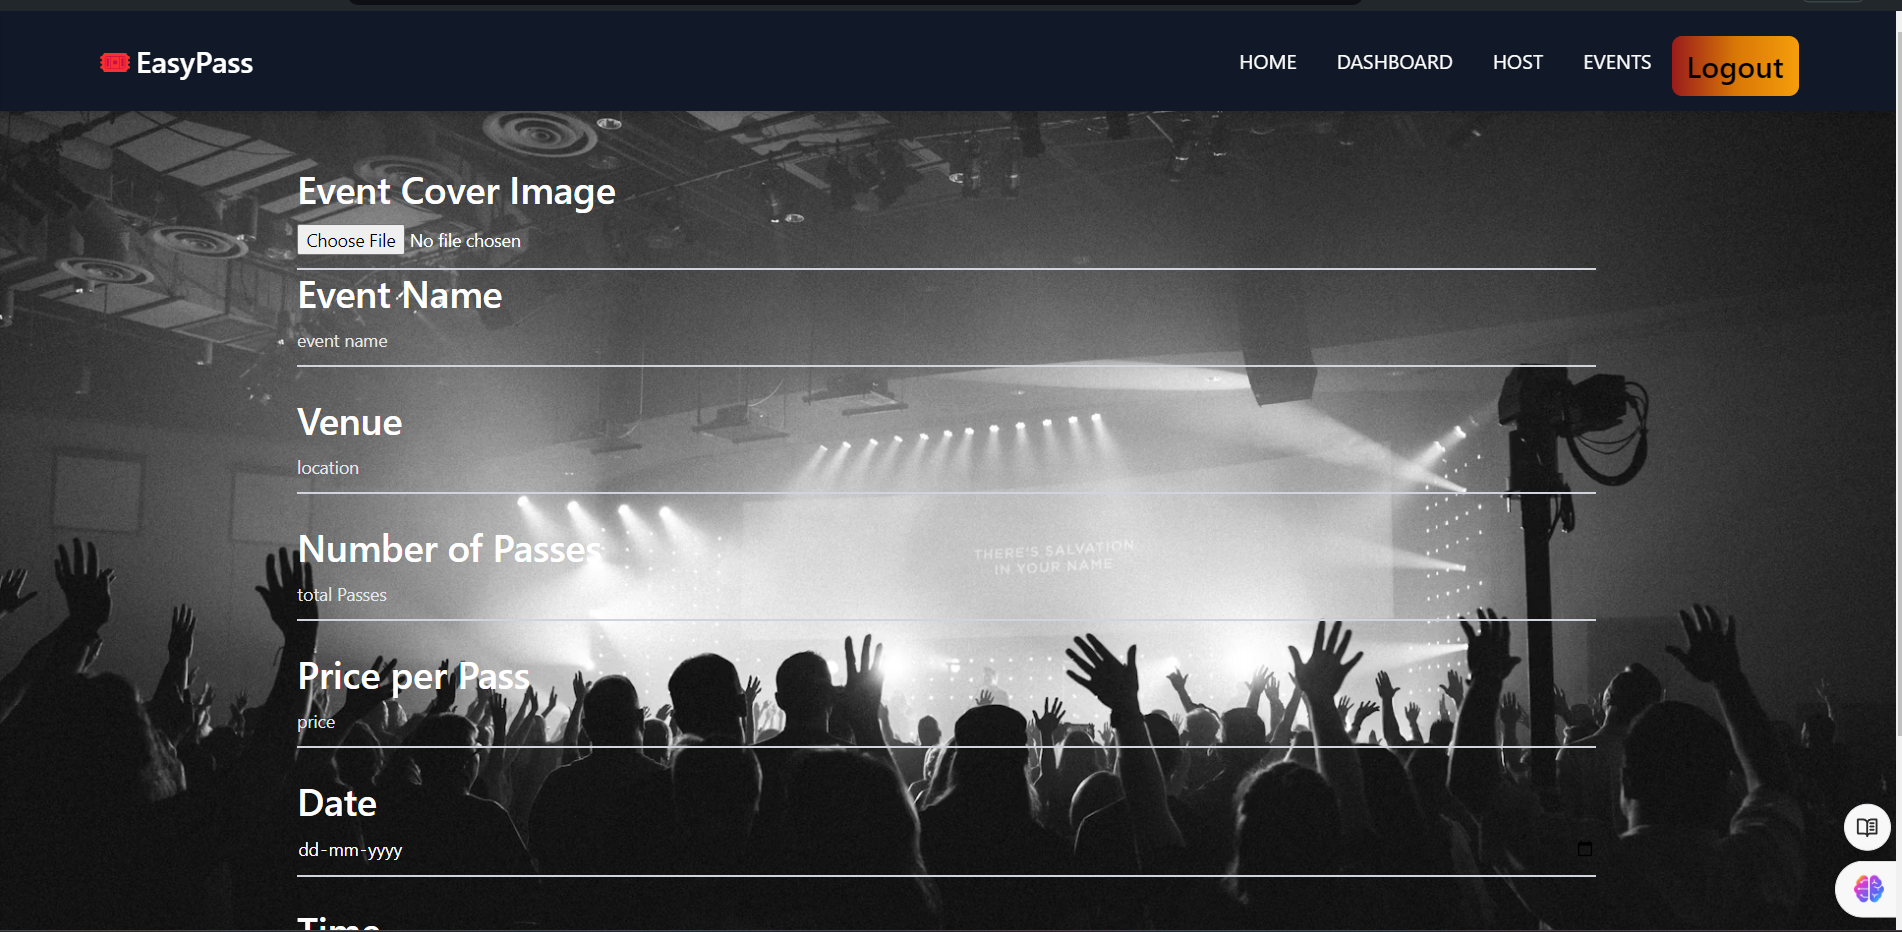 EasyPass
HOME DASHBOARD HOST EVENTS Logout
Event Cover Image
Choose File No file chosen
Event Name
event name
Venue
location
Number of Passes
THERE'S SALVATION
IN YOUR NAME
total Passes
Price per Pass
price
Date
dd-mm-yyyy
Time